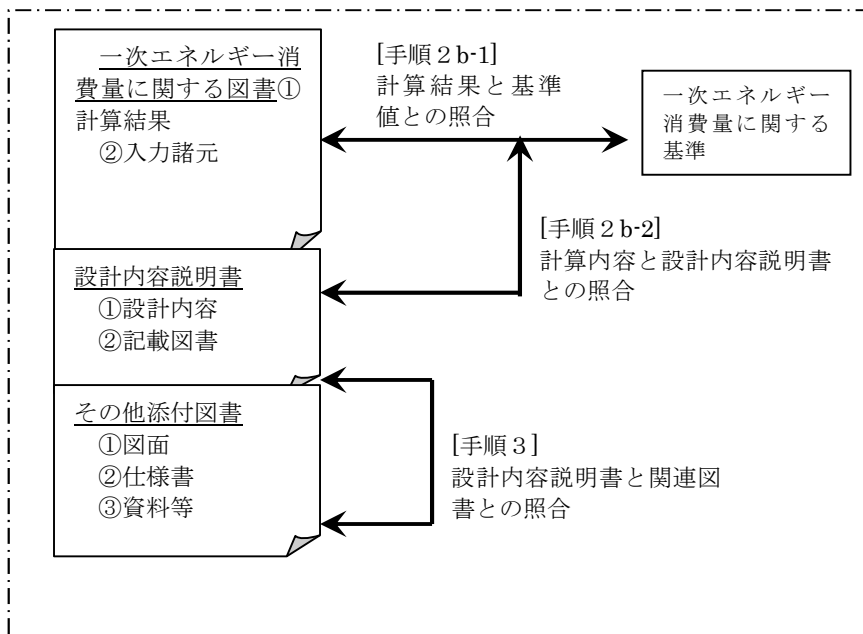 一次エネルギー消
費量に関する図書①
計算結果
②入力諸元
[手順２b-1]
計算結果と基準
値との照合
一次エネルギー
消費量に関する
基準
[手順２b-2]
計算内容と設計内容説明書
との照合
設計内容説明書
①設計内容
②記載図書
その他添付図書
①図面
②仕様書
③資料等
[手順３]
設計内容説明書と関連図
書との照合